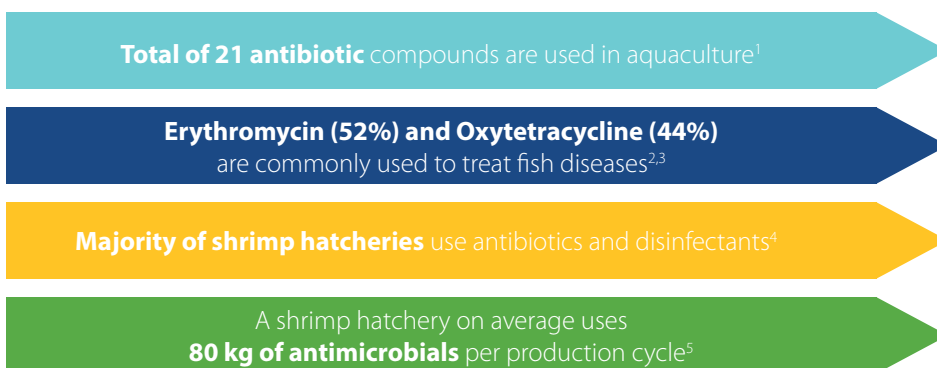 Total of 21 antibiotic compounds are used in aquaculture¹
Erythromycin (52%) and Oxytetracycline (44%)
are commonly used to treat fish diseases²,³
Majority of shrimp hatcheries use antibiotics and disinfectants⁴
A shrimp hatchery on average uses
80 kg of antimicrobials per production cycle⁵